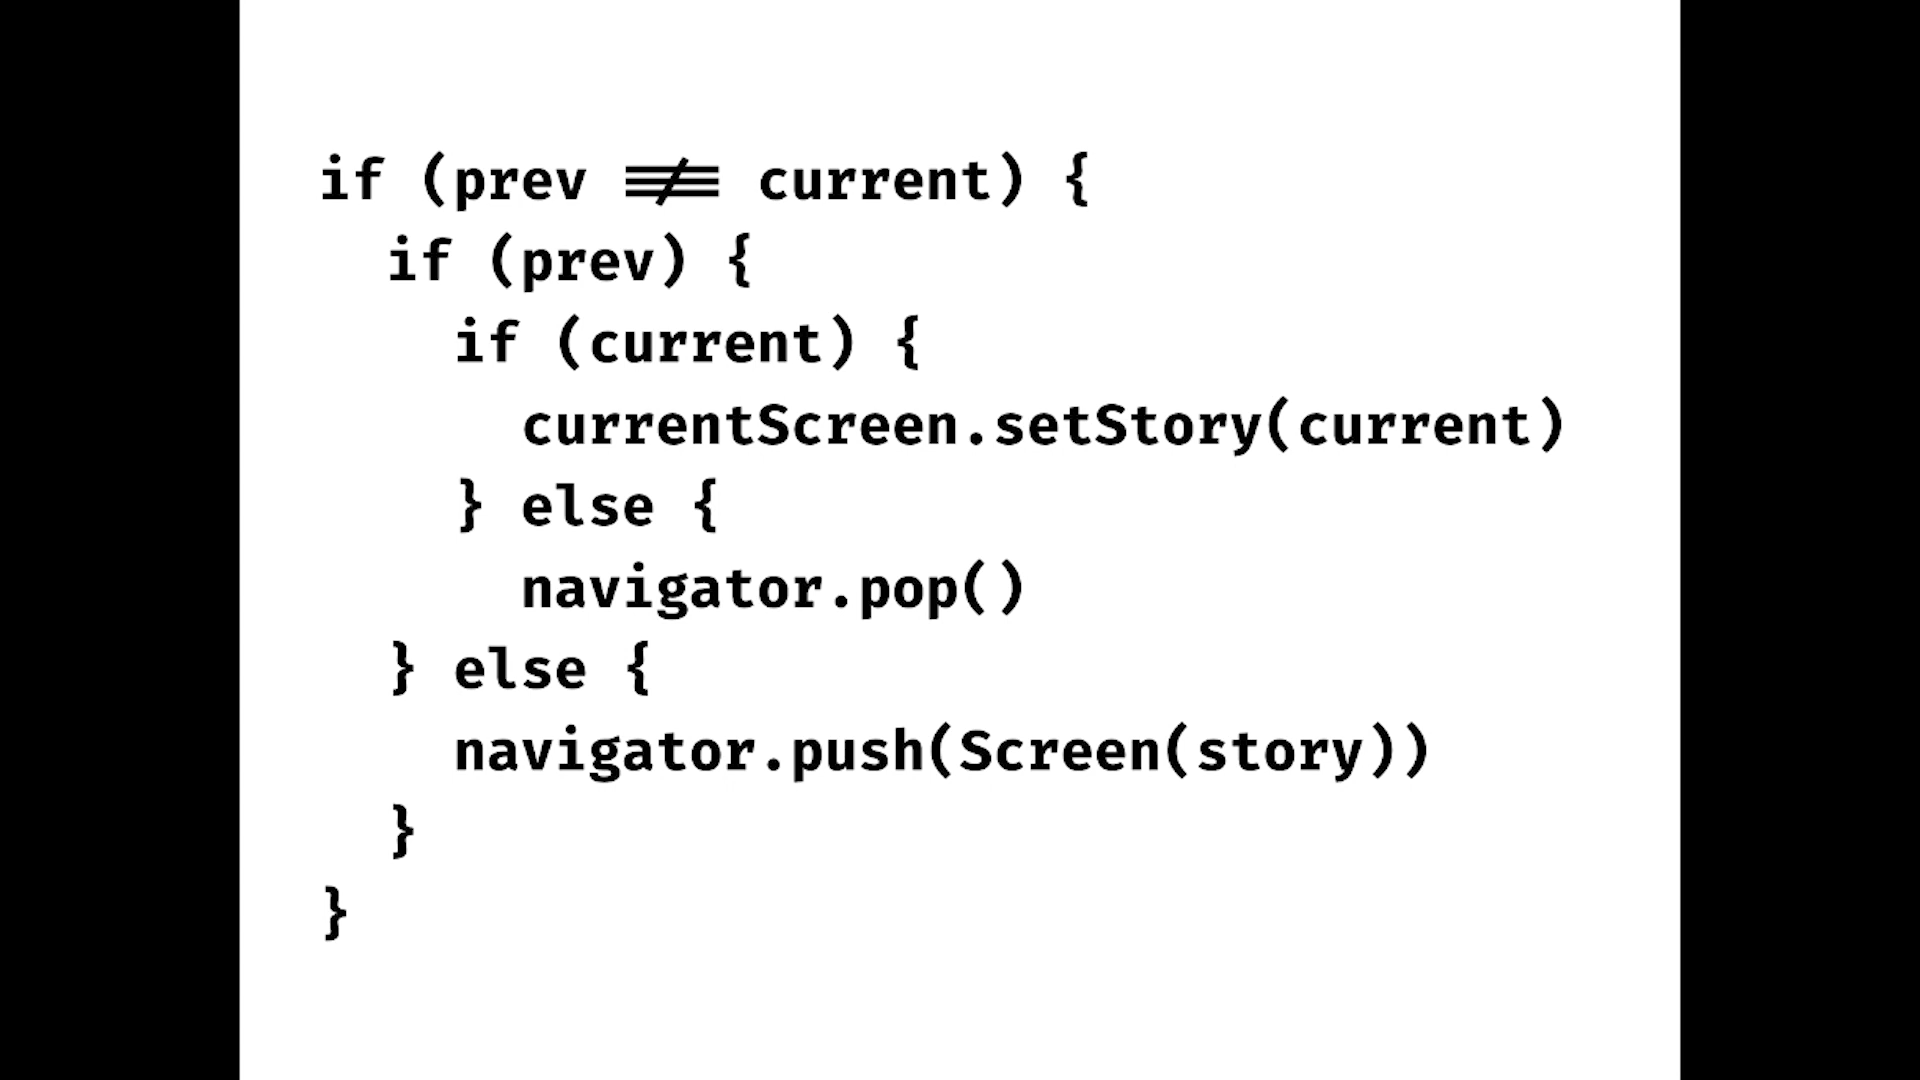 if (prev !== current) {
  if (prev) {
    if (current) {
      currentScreen.setStory(current)
    } else {
      navigator.pop()
  } else {
    navigator.push(Screen(story))
  }
}